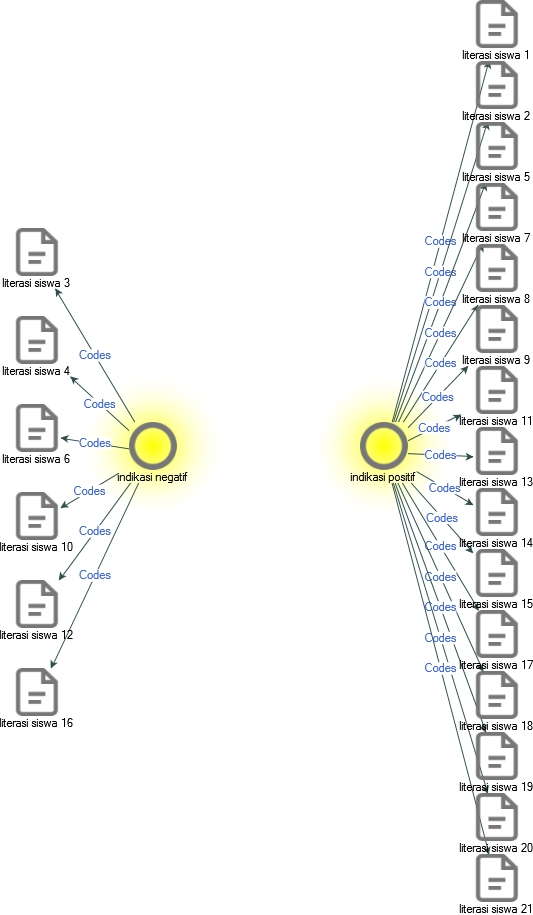 literasi siswa 1
literasi siswa 2
literasi siswa 5
literasi siswa 7
Codes
literasi siswa 3
Codes
literasi siswa 8
Codes
Codes
Codes
literasi siswa 9
Codes
literasi siswa 4
Codes
Codes
literasi siswa 11
Codes
literasi siswa 6
Codes
Codes
indikasi negatif
indikasi positif
literasi siswa 13
Codes
Codes
Codes
literasi siswa 14
literasi siswa 10
Codes
Codes
Codes
Codes
literasi siswa 15
Codes
literasi siswa 12
Codes
literasi siswa 17
Codes
literasi siswa 16
literasi siswa 18
literasi siswa 19
literasi siswa 20
literasi siswa 21